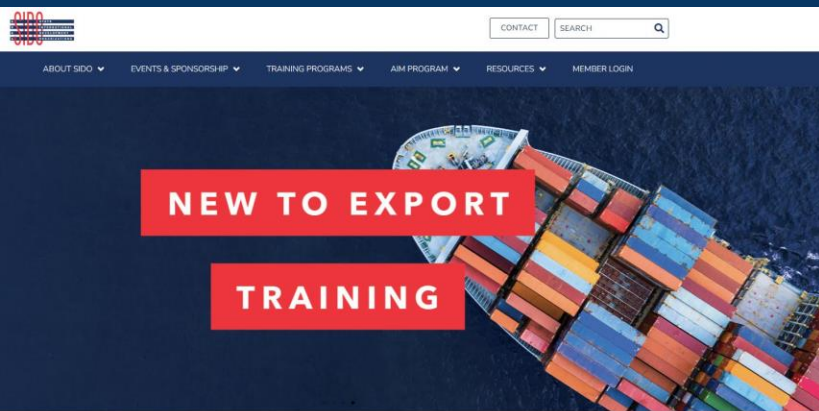 SIDO
CONTACT
SEARCH
ABOUT SIDO
EVENTS & SPONSORSHIP
TRAINING PROGRAMS
AIM PROGRAM
RESOURCES
MEMBER LOGIN
NEW TO EXPORT
TRAINING